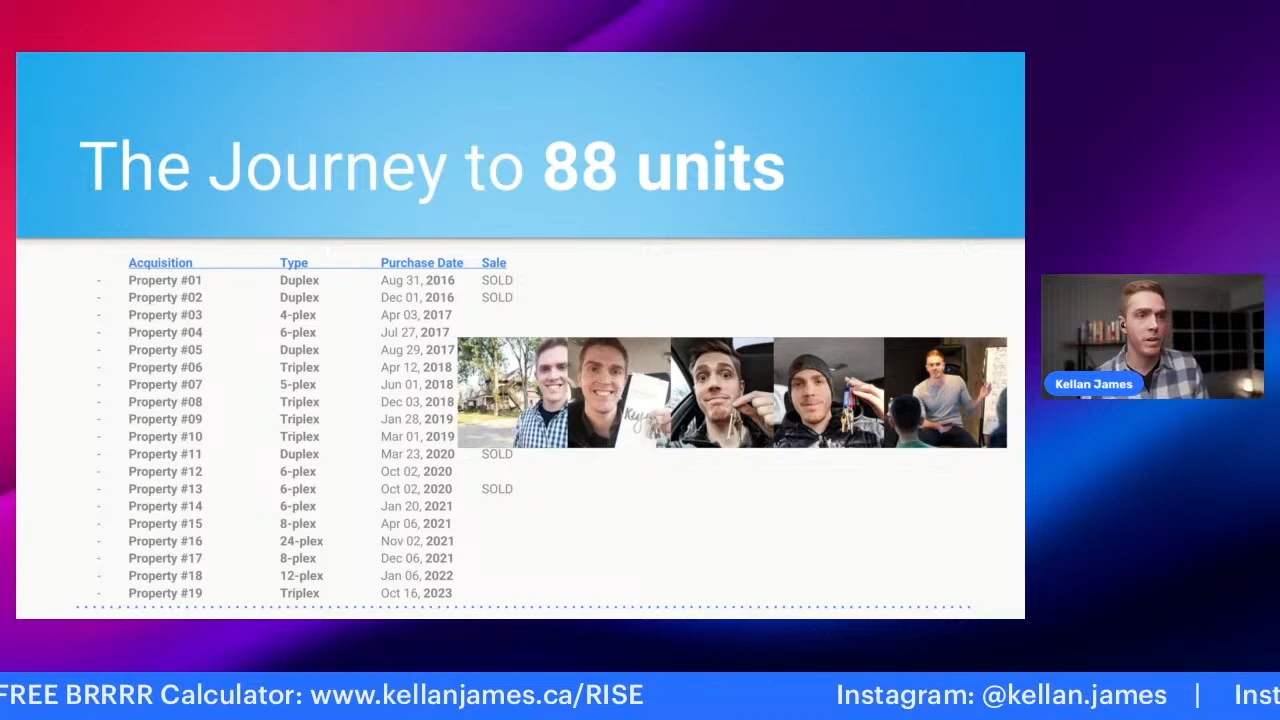 The Journey to 88 units
Acquisition Type Purchase Date Sale
- Property #01 Duplex Aug 31, 2016 SOLD
- Property #02 Duplex Dec 01, 2016 SOLD
- Property #03 4-plex Apr 03, 2017
- Property #04 6-plex Jul 27, 2017
- Property #05 Duplex Aug 29, 2017
- Property #06 Triplex Apr 12, 2018
- Property #07 5-plex Jun 01, 2018
- Property #08 Triplex Dec 03, 2018
- Property #09 Triplex Jan 28, 2019
- Property #10 Triplex Mar 01, 2019
- Property #11 Duplex Mar 23, 2020 SOLD
- Property #12 6-plex Oct 02, 2020
- Property #13 6-plex Oct 02, 2020 SOLD
- Property #14 6-plex Jan 20, 2021
- Property #15 8-plex Apr 06, 2021
- Property #16 24-plex Nov 02, 2021
- Property #17 8-plex Dec 06, 2021
- Property #18 12-plex Jan 06, 2022
- Property #19 Triplex Oct 16, 2023
Kellan James
FREE BRRRR Calculator: www.kellanjames.ca/RISE Instagram: @kellan.james | Inst